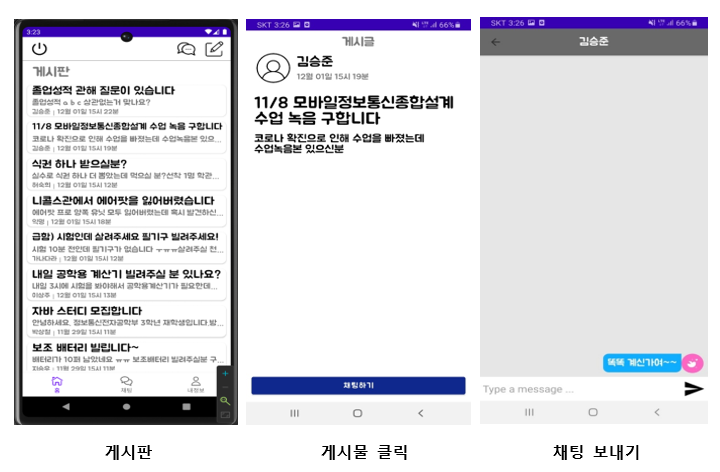 3:23
게시판
졸업성적 관해 질문이 있습니다
졸업성적 a b c 상관없는거 맞나요?
김승준 | 12월 01일 15시 22분
11/8 모바일정보통신종합설계 수업 녹음 구합니다
코로나 확진으로 인해 수업을 빠졌는데 수업녹음본 있으...
김승준 | 12월 01일 15시 19분
식권 하나 받으실분?
실수로 식권 하나 더 뽑았는데 먹으실 분?선착 1명 학관...
12월 01일 15시 12분
니콜스관에서 에어팟을 잃어버렸습니다
에어팟 프로 양쪽 유닛 모두 잃어버렸는데 혹시 발견하신...
익명 | 12월 01일 15시 18분
급함) 시험인데 살려주세요 필기구 빌려주세요!
시험 10분 전인데 필기구가 없습니다 ㅜㅠㅠ살려주실 천...
가나다라 | 12월 01일 15시 12분
내일 공학용 계산기 빌려주실 분 있나요?
내일 3시에 시험을 봐야해서 공학용계산기가 필요한데...
이상주 | 12월 01일 15시 13분
자바 스터디 모집합니다
안녕하세요. 정보통신전자공학부 3학년 재학생입니다.방...
박상철 | 11월 29일 15시 11분
보조 배터리 빌립니다~
배터리가 10퍼 남았네요 ㅠㅠ 보조배터리 빌려주실분 구...
11월 29일 15시 11분
홈
채팅
내정보
SKT 3:26
66%
게시글
김승준
12월 01일 15시 19분
11/8 모바일정보통신종합설계
수업 녹음 구합니다
코로나 확진으로 인해 수업을 빠졌는데
수업녹음본 있으신분
채팅하기
SKT 3:26
66%
김승준
똑똑 계신가여~~
Type a message ...
게시판
게시물 클릭
채팅 보내기